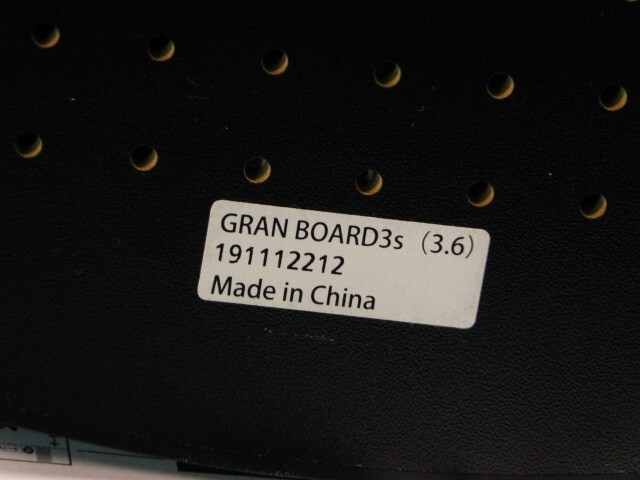 GRAN BOARD3s (3.6)
191112212
Made in China